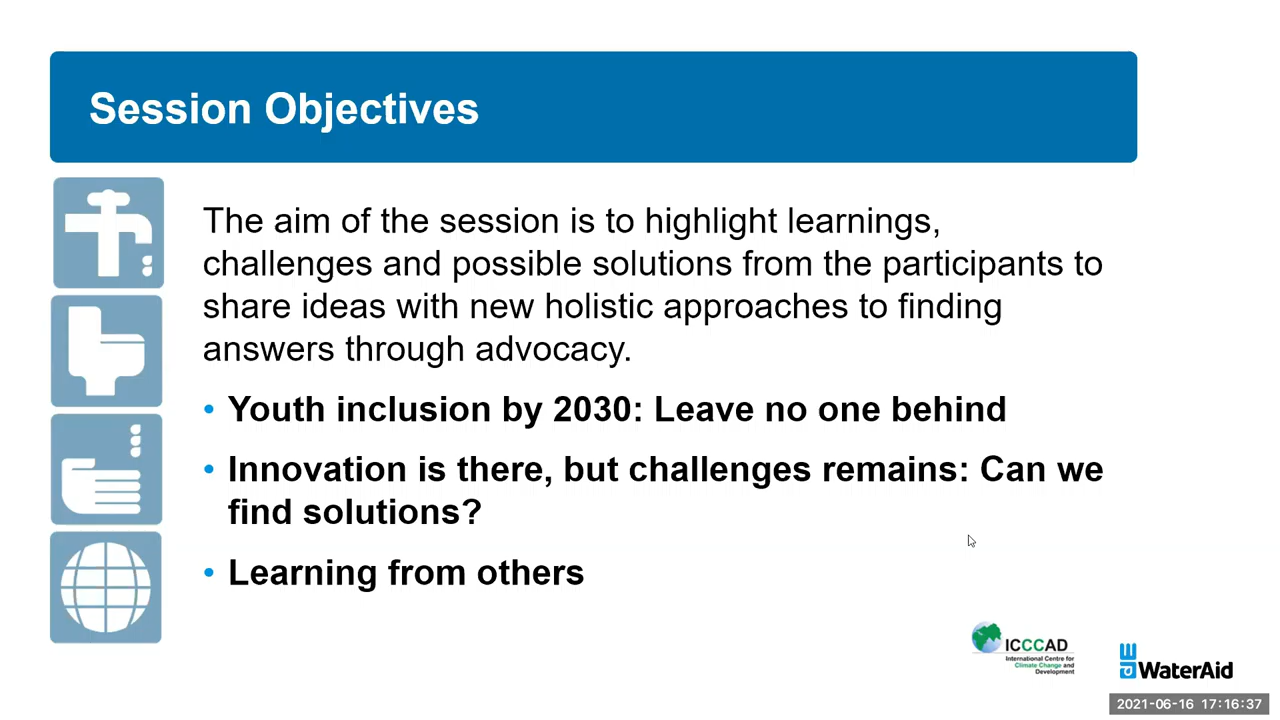 Session Objectives
The aim of the session is to highlight learnings,
challenges and possible solutions from the participants to
share ideas with new holistic approaches to finding
answers through advocacy.
• Youth inclusion by 2030: Leave no one behind
• Innovation is there, but challenges remains: Can we
find solutions?
• Learning from others
ICCCAD
International Centre for
Climate Change and
Development
WaterAid
2021-06-16 17:16:37